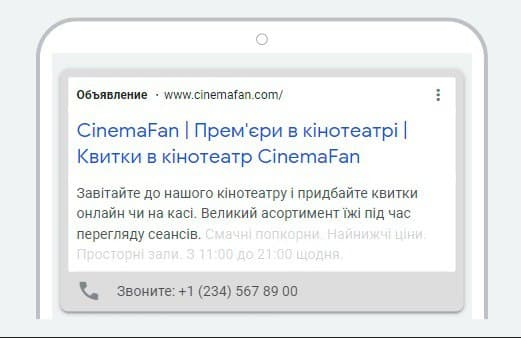 Объявление · www.cinemafan.com/
CinemaFan | Прем'єри в кінотеатрі |
Квитки в кінотеатр CinemaFan
Завітайте до нашого кінотеатру і придбайте квитки
онлайн чи на касі. Великий асортимент їжі під час
перегляду сеансів. Смачні попкорни. Найнижчі ціни.
Просторні зали. З 11:00 до 21:00 щодня.
Звоните: +1 (234) 567 89 00